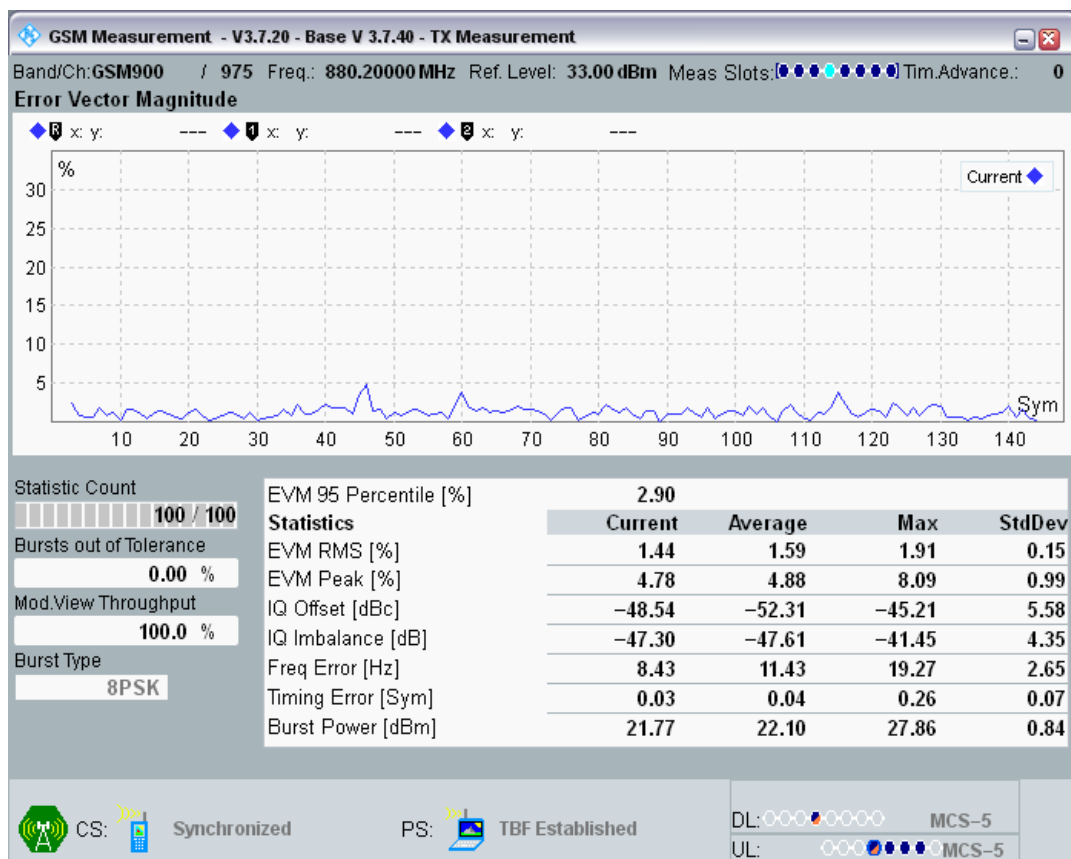 GSM Measurement - V3.7.20 - Base V 3.7.40 - TX Measurement
Band/Ch:GSM900 / 975 Freq.: 880.20000 MHz Ref. Level: 33.00 dBm Meas Slots: Tim.Advance.: 0
Error Vector Magnitude
R x: y: --- 1 x: y: --- 2 x: y: ---
%
Current
30
25
20
15
10
5
Sym
10 20 30 40 50 60 70 80 90 100 110 120 130 140
Statistic Count
100 / 100
Bursts out of Tolerance
0.00 %
Mod.View Throughput
100.0 %
Burst Type
8PSK
EVM 95 Percentile [%] 2.90
Statistics Current Average Max StdDev
EVM RMS [%] 1.44 1.59 1.91 0.15
EVM Peak [%] 4.78 4.88 8.09 0.99
IQ Offset [dBc] −48.54 −52.31 −45.21 5.58
IQ Imbalance [dB] −47.30 −47.61 −41.45 4.35
Freq Error [Hz] 8.43 11.43 19.27 2.65
Timing Error [Sym] 0.03 0.04 0.26 0.07
Burst Power [dBm] 21.77 22.10 27.86 0.84
CS: Synchronized PS: TBF Established
DL: MCS−5
UL: MCS−5